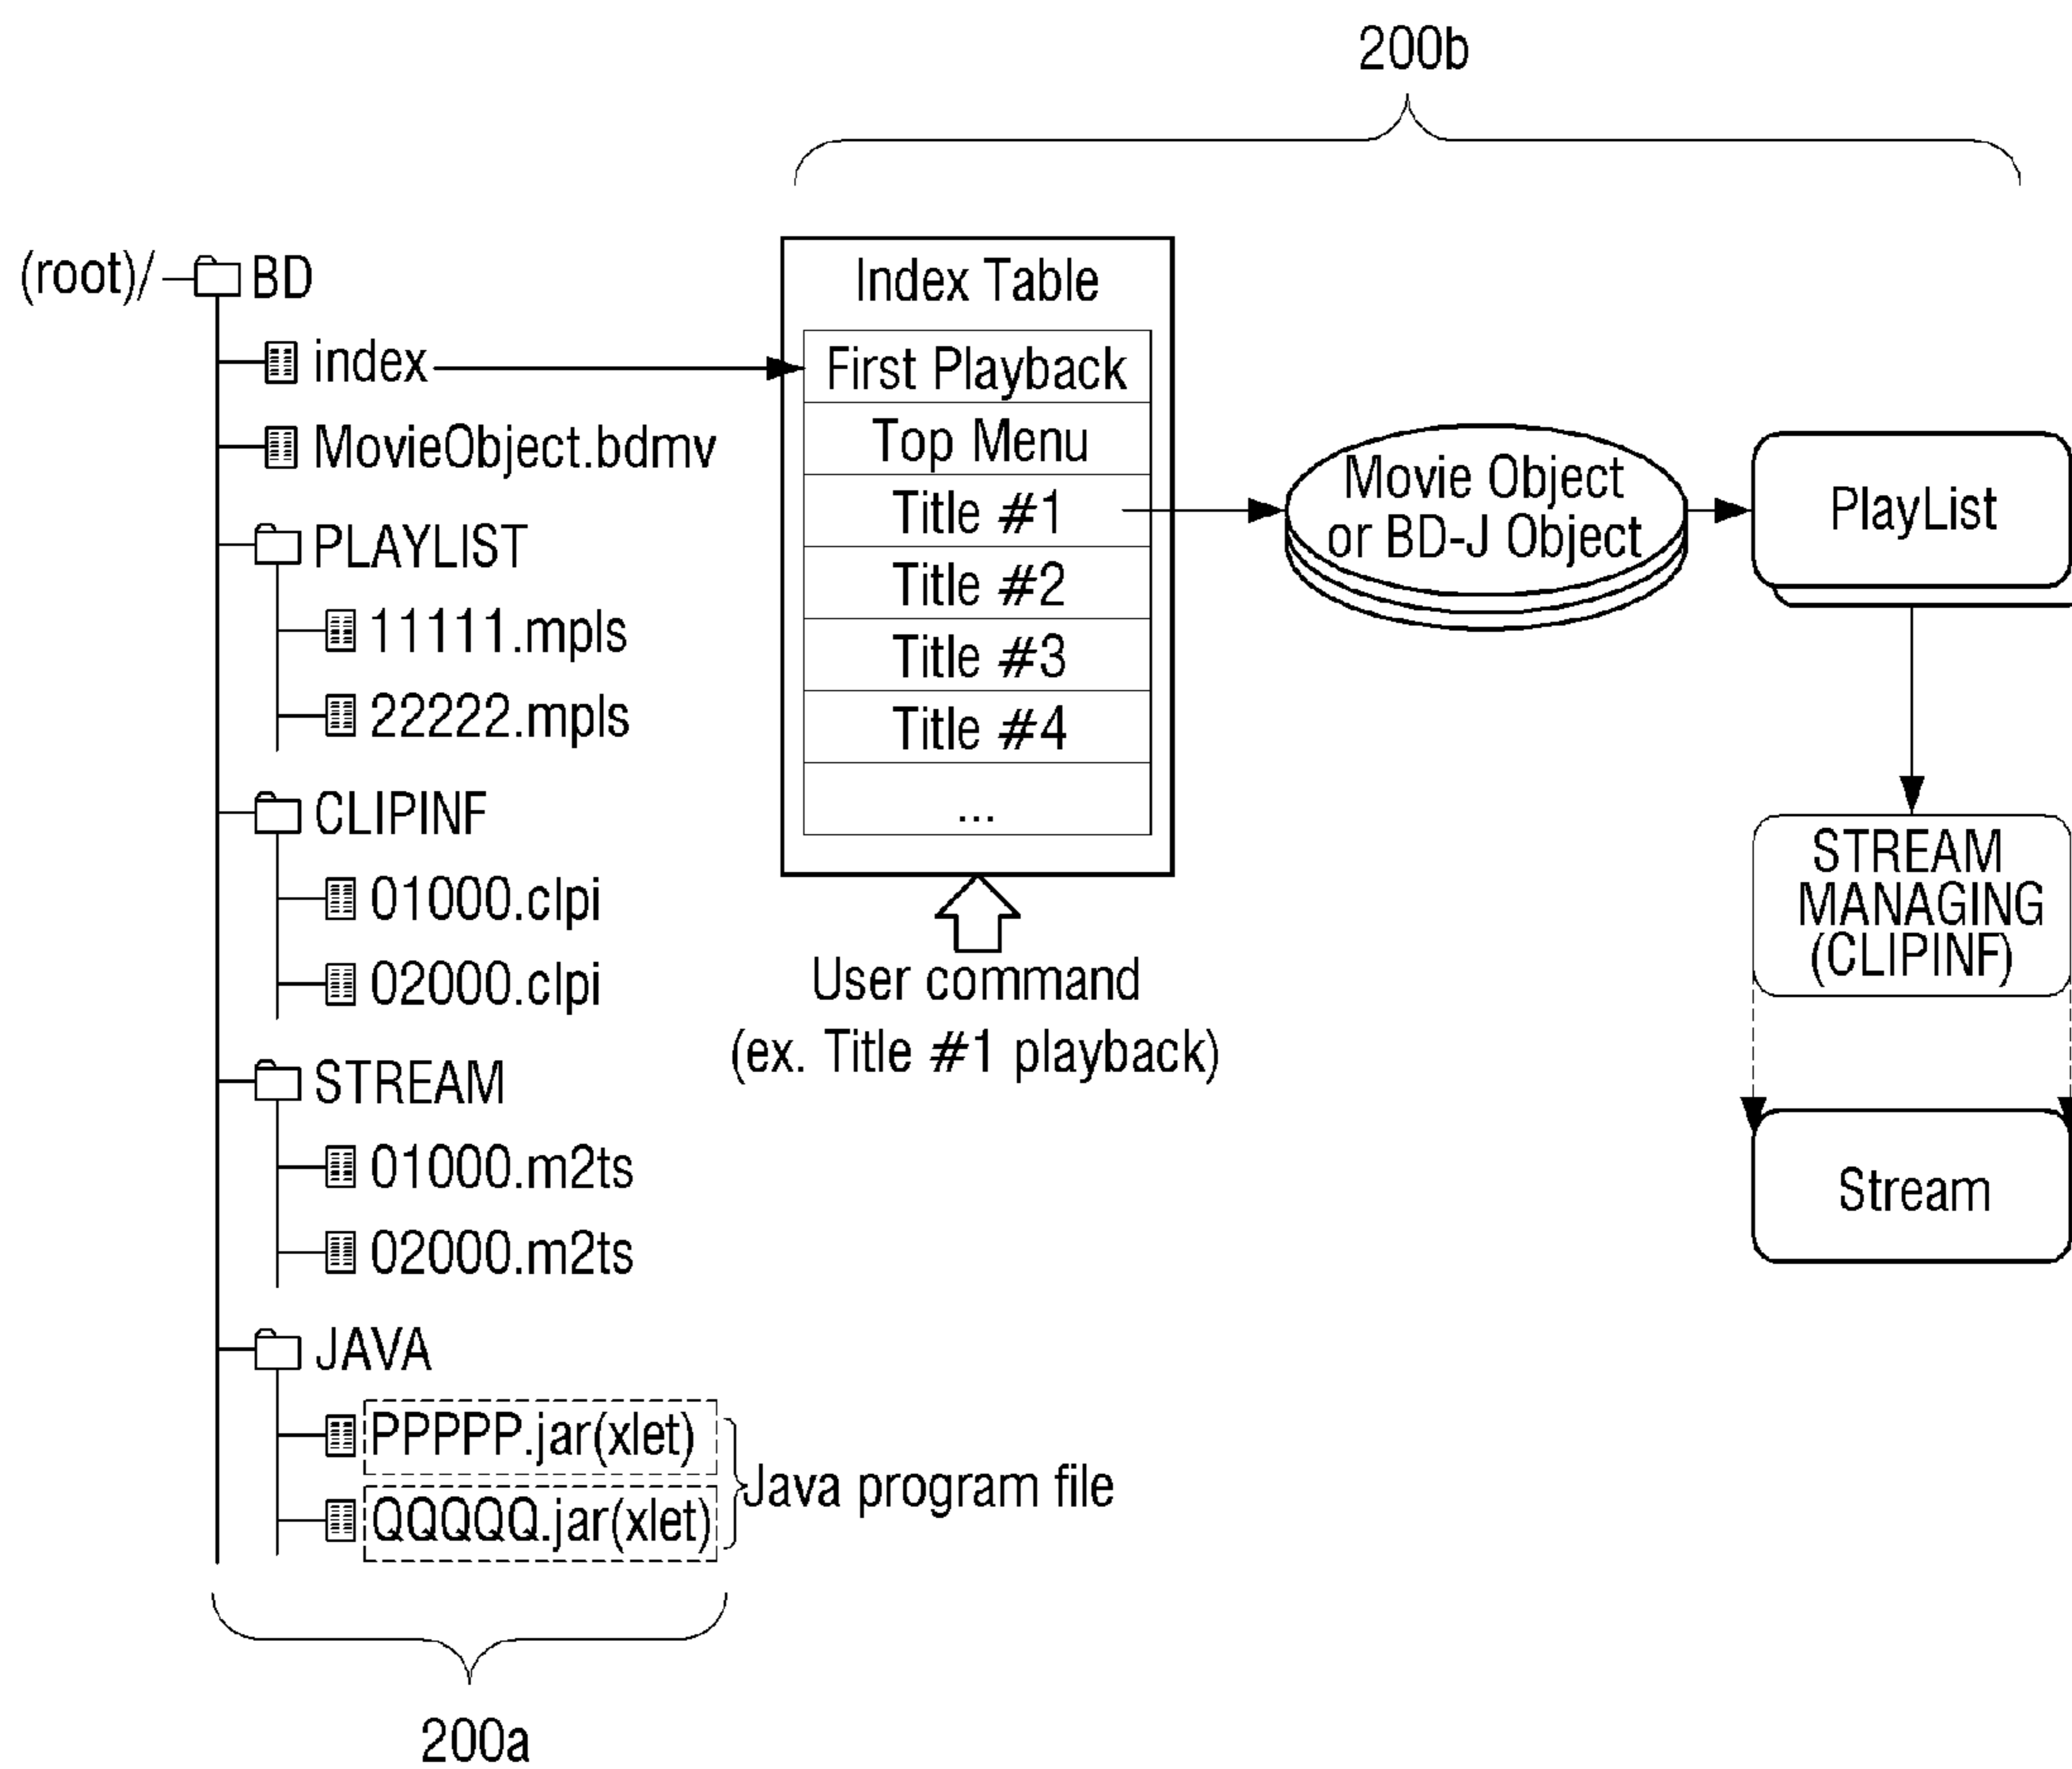 200b
(root)/
BD
index
MovieObject.bdmv
PLAYLIST
11111.mpls
22222.mpls
CLIPINF
01000.clpi
02000.clpi
STREAM
01000.m2ts
02000.m2ts
JAVA
PPPPP.jar(xlet)
QQQQQ.jar(xlet)
Java program file
200a
Index Table
First Playback
Top Menu
Title #1
Title #2
Title #3
Title #4
...
User command
(ex. Title #1 playback)
Movie Object
or BD-J Object
PlayList
STREAM
MANAGING
(CLIPINF)
Stream